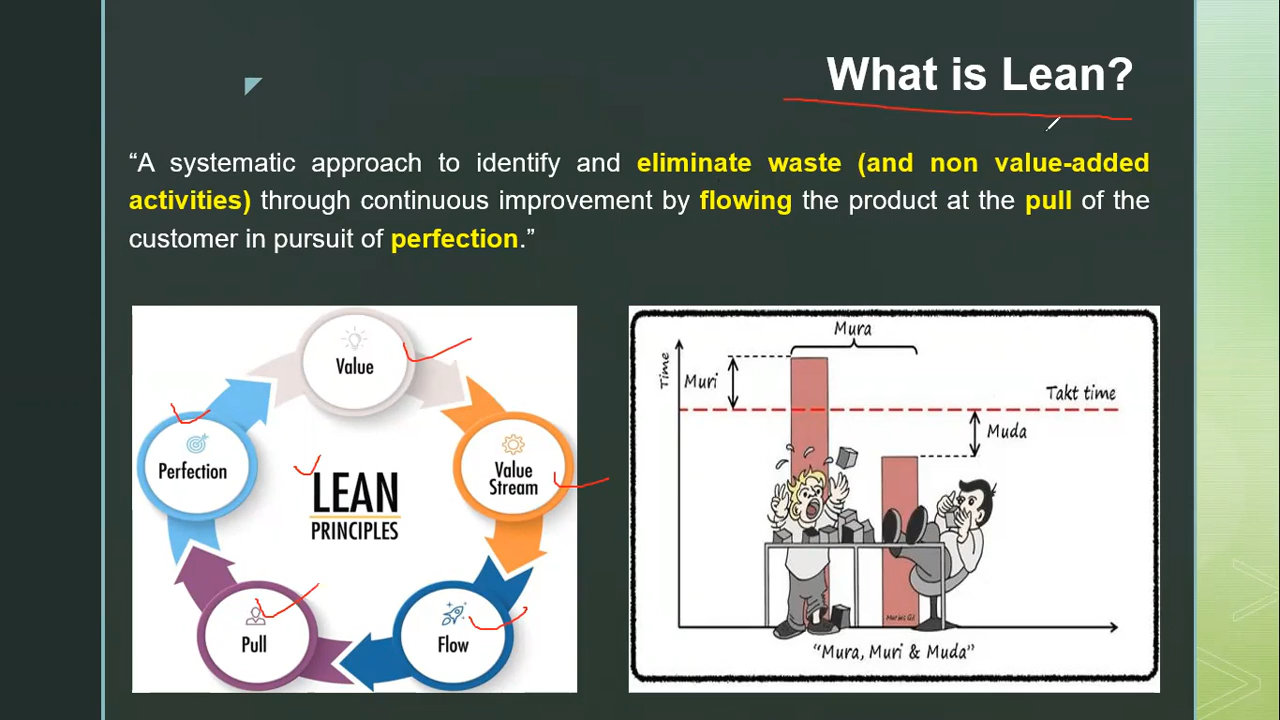 What is Lean?
“A systematic approach to identify and eliminate waste (and non value-added
activities) through continuous improvement by flowing the product at the pull of the
customer in pursuit of perfection.”
Value
Value
Stream
Flow
Pull
Perfection
LEAN
PRINCIPLES
Mura
Time
Muri
Takt time
Muda
“Mura, Muri & Muda”